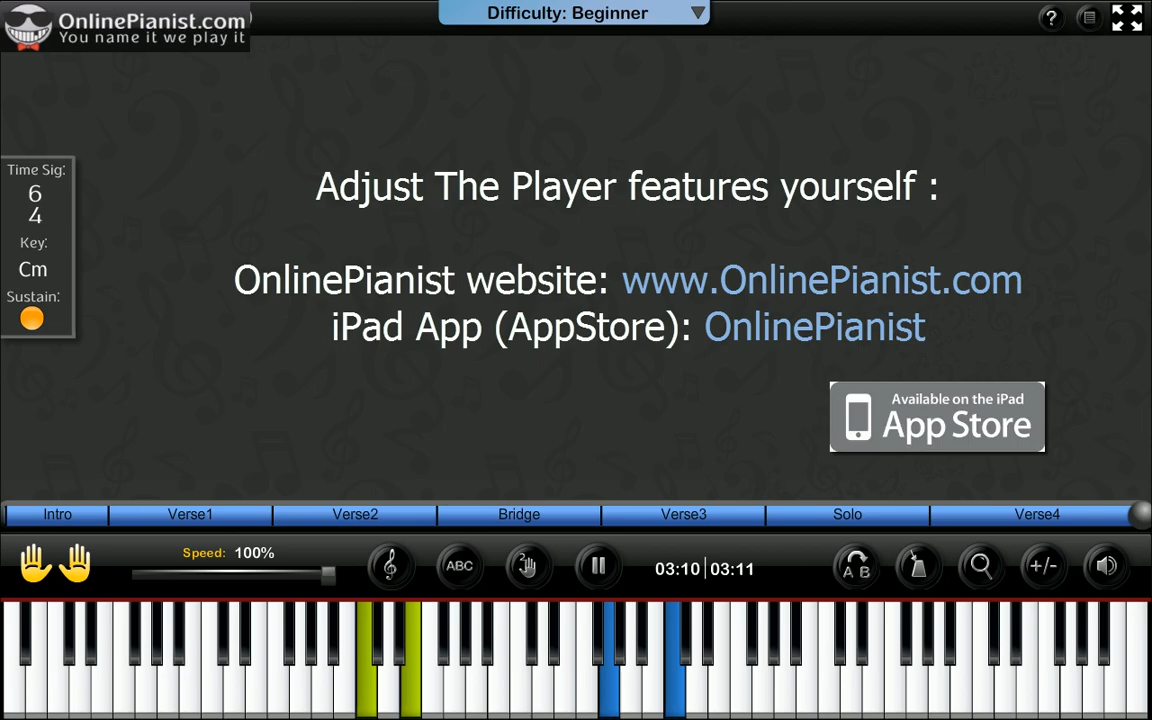 OnlinePianist.com
You name it we play it
Difficulty: Beginner
?
Time Sig:
6
4
Key:
Cm
Sustain:
Adjust The Player features yourself :
OnlinePianist website: www.OnlinePianist.com
iPad App (AppStore): OnlinePianist
Available on the iPad
App Store
Intro Verse1 Verse2 Bridge Verse3 Solo Verse4
Speed: 100%
ABC 2 03:10 03:11 A B +/-